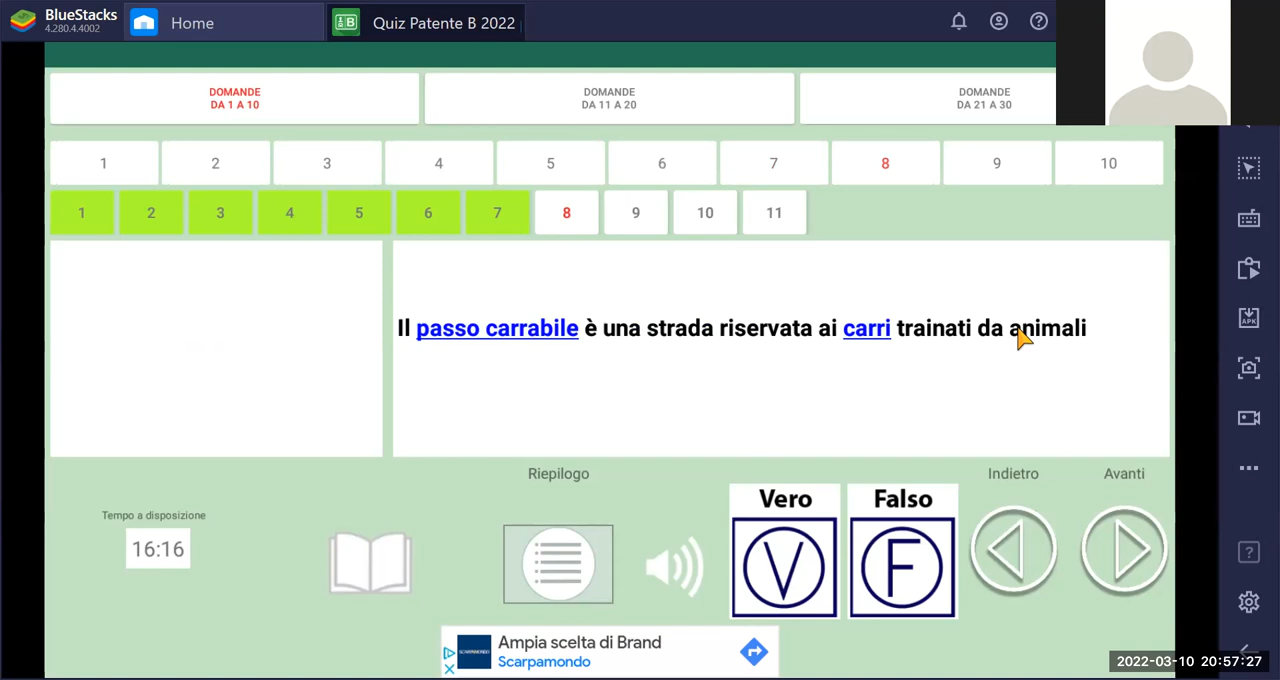 BlueStacks
4.280.4.4002
Home
Quiz Patente B 2022
DOMANDE
DA 1 A 10
DOMANDE
DA 11 A 20
DOMANDE
DA 21 A 30
1 2 3 4 5 6 7 8 9 10
1 2 3 4 5 6 7 8 9 10 11
Il passo carrabile è una strada riservata ai carri trainati da animali
Riepilogo
Indietro
Avanti
Vero
Falso
Tempo a disposizione
16:16
V
F
Ampia scelta di Brand
Scarpamondo
SCARPAMONDO
APK
2022-03-10 20:57:27